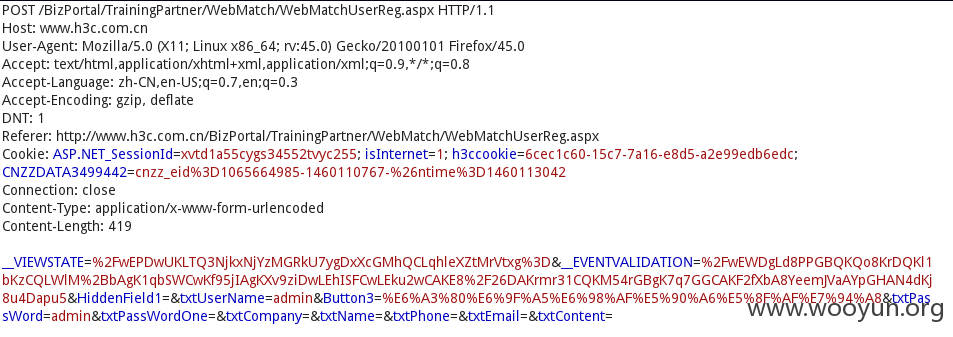 POST /BizPortal/TrainingPartner/WebMatch/WebMatchUserReg.aspx HTTP/1.1
Host: www.h3c.com.cn
User-Agent: Mozilla/5.0 (X11; Linux x86_64; rv:45.0) Gecko/20100101 Firefox/45.0
Accept: text/html,application/xhtml+xml,application/xml;q=0.9,*/*;q=0.8
Accept-Language: zh-CN,en-US;q=0.7,en;q=0.3
Accept-Encoding: gzip, deflate
DNT: 1
Referer: http://www.h3c.com.cn/BizPortal/TrainingPartner/WebMatch/WebMatchUserReg.aspx
Cookie: ASP.NET_SessionId=xvtd1a55cygs34552tvyc255; isInternet=1; h3ccookie=6cec1c60-15c7-7a16-e8d5-a2e99edb6edc;
CNZZDATA3499442=cnzz_eid%3D1065664985-1460110767-%26ntime%3D1460113042
Connection: close
Content-Type: application/x-www-form-urlencoded
Content-Length: 419
__VIEWSTATE=%2FwEPDwUKLTQ3NjkxNjYzMGRkU7ygDxXcGMhQCLqhleXZtMrVtxg%3D&__EVENTVALIDATION=%2FwEWDgLd8PPGBQKQo8KrDQKl1
bKzCQLWlM%2BbAgK1qbSWCwKf95jIAgKXv9ziDwLEhISFCwLEku2wCAKE8%2F26DAKrmr31CQKM54rGBgK7q7GGCAKF2fXbA8YeemJVaAYpGHAN4dKj
8u4Dapu5&HiddenField1=&txtUserName=admin&Button3=%E6%A3%80%E6%9F%A5%E6%98%AF%E5%90%A6%E5%8F%AF%E7%94%A8&txtPas
sWord=admin&txtPassWordOne=&txtCompany=&txtName=&txtPhone=&txtEmail=&txtContent=
www.wooyun.org